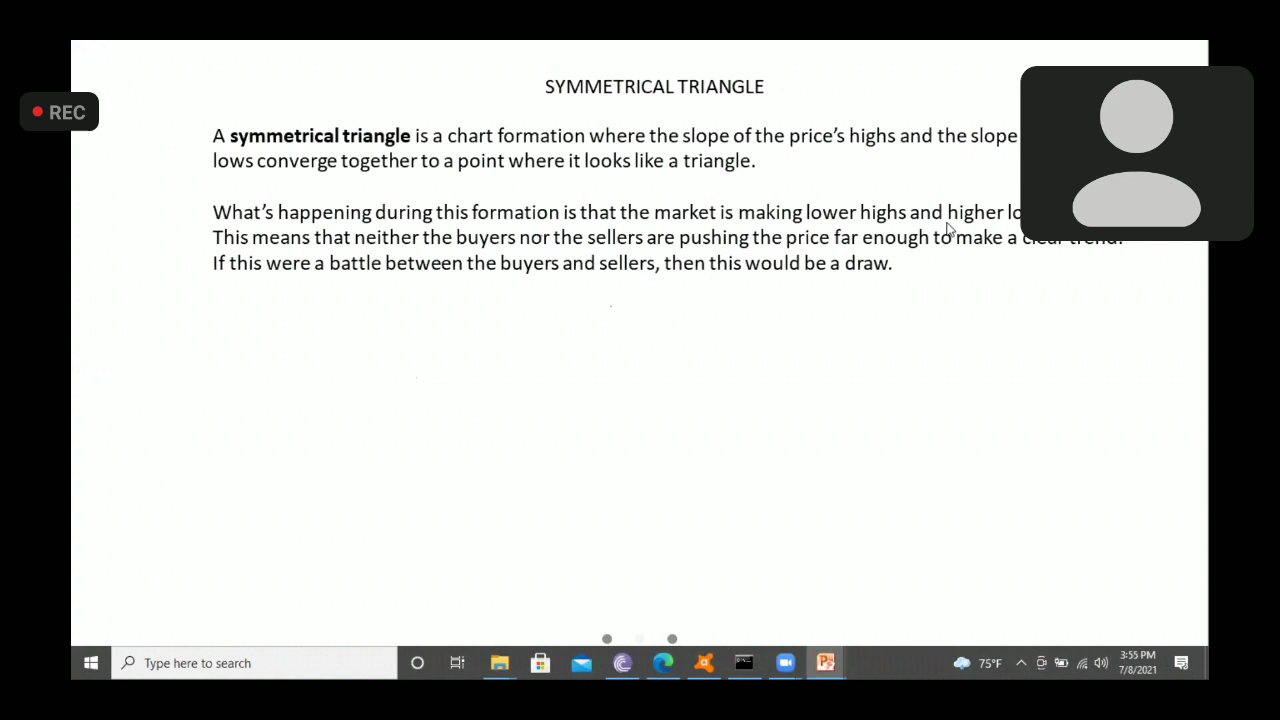 SYMMETRICAL TRIANGLE
REC
A symmetrical triangle is a chart formation where the slope of the price's highs and the slope
lows converge together to a point where it looks like a triangle.
What's happening during this formation is that the market is making lower highs and higher
This means that neither the buyers nor the sellers are pushing the price far enough to make a clear trend.
If this were a battle between the buyers and sellers, then this would be a draw.
Type here to search
75°F
3:55 PM
7/8/2021